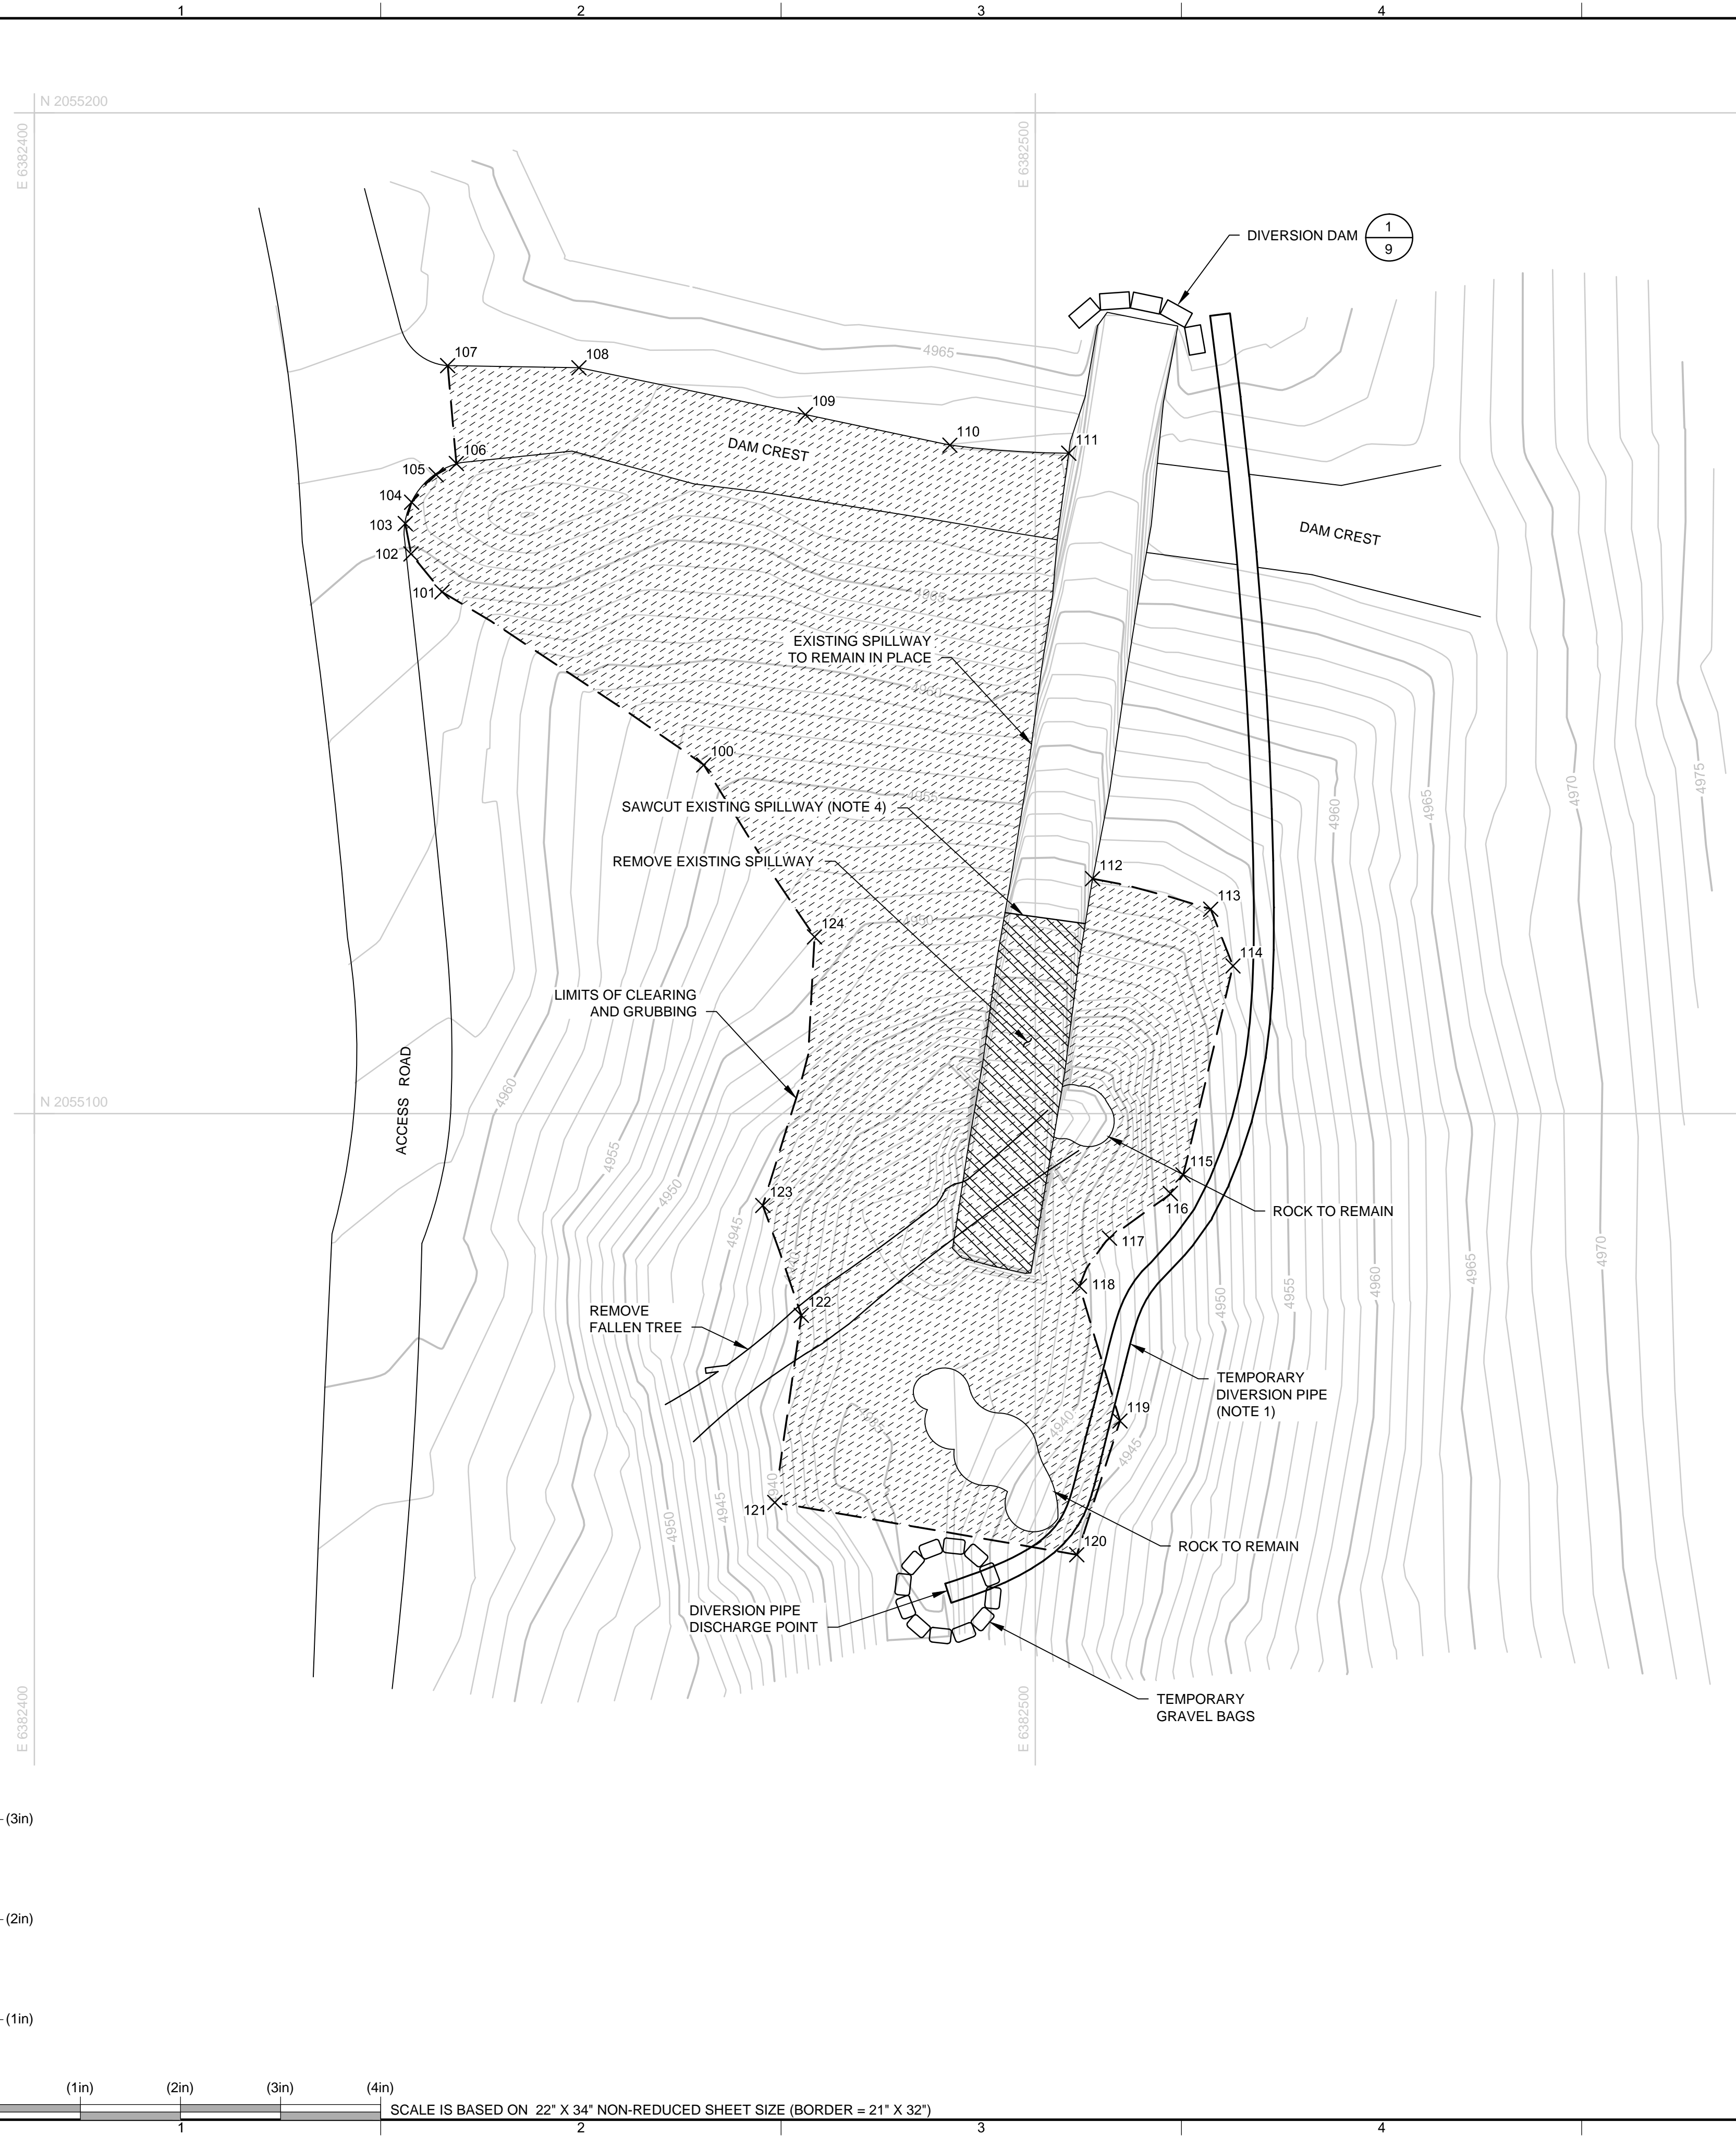 1
2
3
4
N 2055200
E 6382400
E 6382500
DIVERSION DAM
1
9
4965
107
108
109
110
111
DAM CREST
106
105
104
103
102
101
DAM CREST
4965
EXISTING SPILLWAY
TO REMAIN IN PLACE
4960
100
4955
SAWCUT EXISTING SPILLWAY (NOTE 4)
4960
4965
4970
4975
REMOVE EXISTING SPILLWAY
112
113
4950
124
114
LIMITS OF CLEARING
AND GRUBBING
4960
N 2055100
ACCESS ROAD
4955
4950
4945
115
116
123
ROCK TO REMAIN
117
118
4970
4965
4960
4955
4950
122
REMOVE
FALLEN TREE
TEMPORARY
DIVERSION PIPE
(NOTE 1)
119
4940
4945
4940
121
4945
4950
120
ROCK TO REMAIN
DIVERSION PIPE
DISCHARGE POINT
TEMPORARY
GRAVEL BAGS
E 6382400
E 6382500
(3in)
(2in)
(1in)
(1in)
(2in)
(3in)
(4in)
SCALE IS BASED ON 22" X 34" NON-REDUCED SHEET SIZE (BORDER = 21" X 32")
1
2
3
4